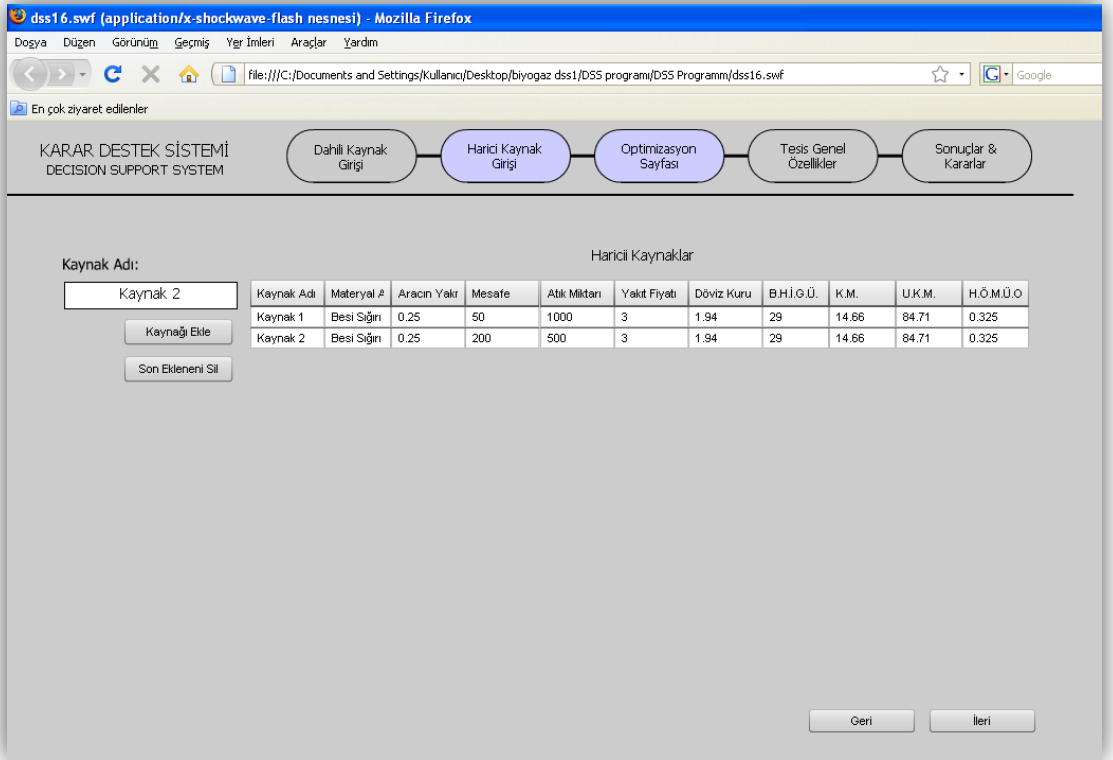 dss16.swf (application/x-shockwave-flash nesnesi) - Mozilla Firefox
Dosya Düzen Görünüm Geçmiş Yer İmleri Araçlar Yardım
file:///C:/Documents and Settings/Kullanıcı/Desktop/biyogaz dss1/DSS programı/DSS Programm/dss16.swf
Google
En çok ziyaret edilenler
KARAR DESTEK SİSTEMİ
DECISION SUPPORT SYSTEM
Dahili Kaynak
Girişi
Harici Kaynak
Girişi
Optimizasyon
Sayfası
Tesis Genel
Özellikler
Sonuçlar &
Kararlar
Kaynak Adı:
Kaynak 2
Kaynağı Ekle
Son Ekleneni Sil
Haricii Kaynaklar
Kaynak Adı Materyal A Aracın Yakı Mesafe Atık Miktarı Yakıt Fiyatı Döviz Kuru B.H.İ.G.Ü. K.M. U.K.M. H.Ö.M.Ü.O
Kaynak 1 Besi Sığırı 0.25 50 1000 3 1.94 29 14.66 84.71 0.325
Kaynak 2 Besi Sığırı 0.25 200 500 3 1.94 29 14.66 84.71 0.325
Geri İleri